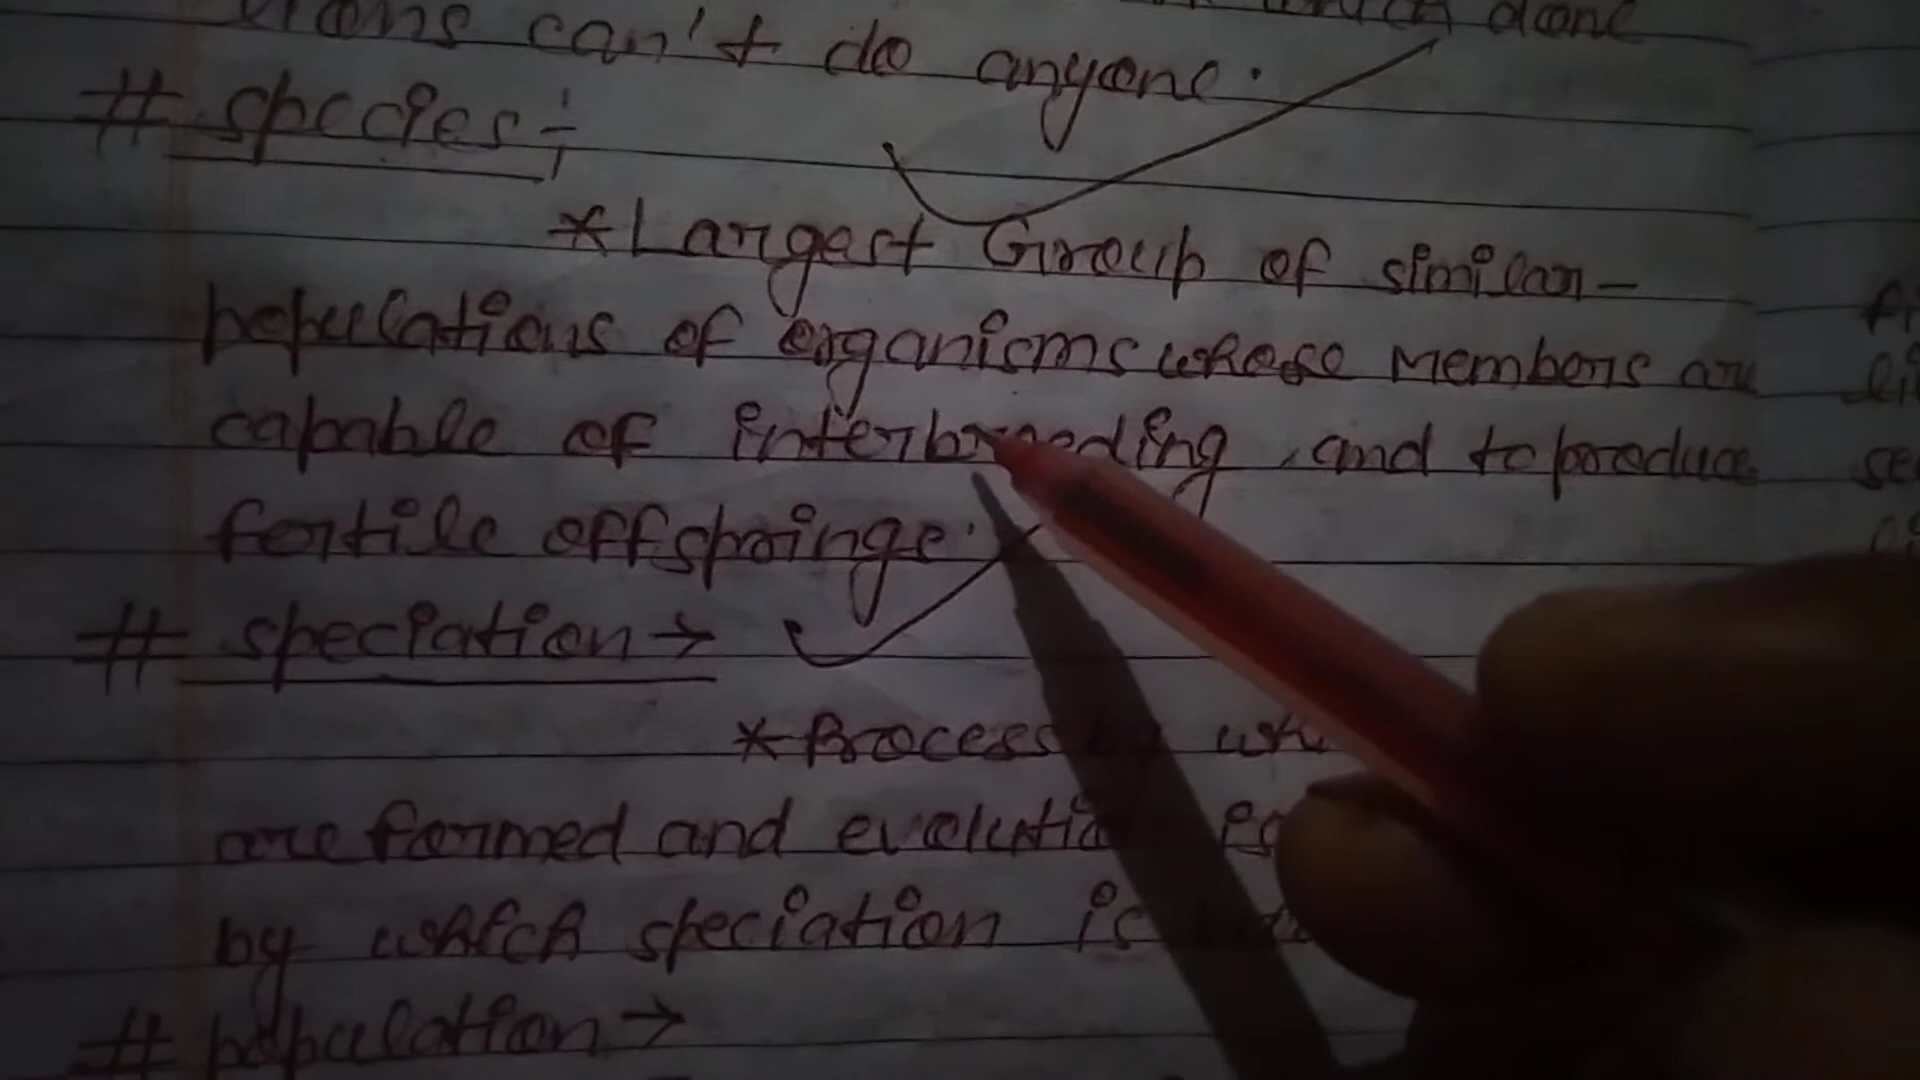 can't do anyone.
# species ÷
* Largest Group of similar -
populations of organisms whose Members are
capable of interbreeding, and to produce
fertile offspringe.
# speciation →
* Process
are formed and evolution
by which speciation is
# population →